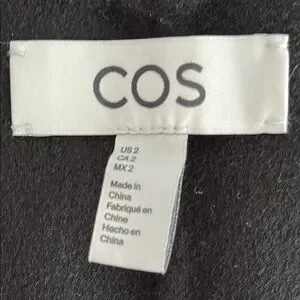 COS
US 2
CA 2
MX 2
Made in
China
Fabriqué en
Chine
Hecho en
China